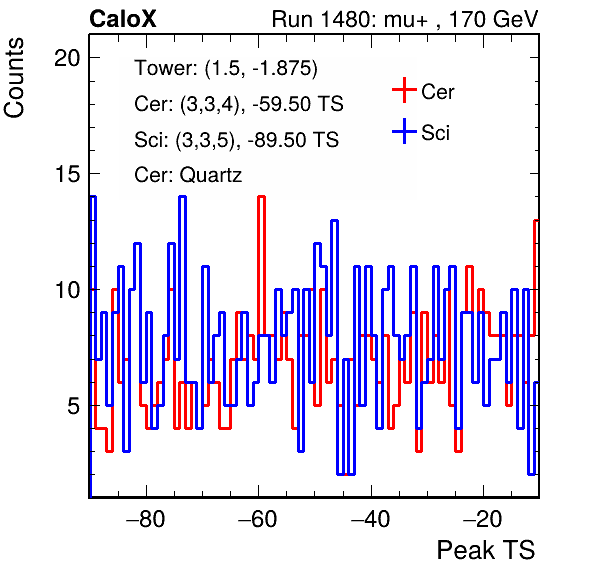 CaloX Run 1480: mu+ , 170 GeV
Counts
Tower: (1.5, -1.875)
Cer: (3,3,4), -59.50 TS
Sci: (3,3,5), -89.50 TS
Cer: Quartz
Cer
Sci
20
15
10
5
−80 −60 −40 −20
Peak TS